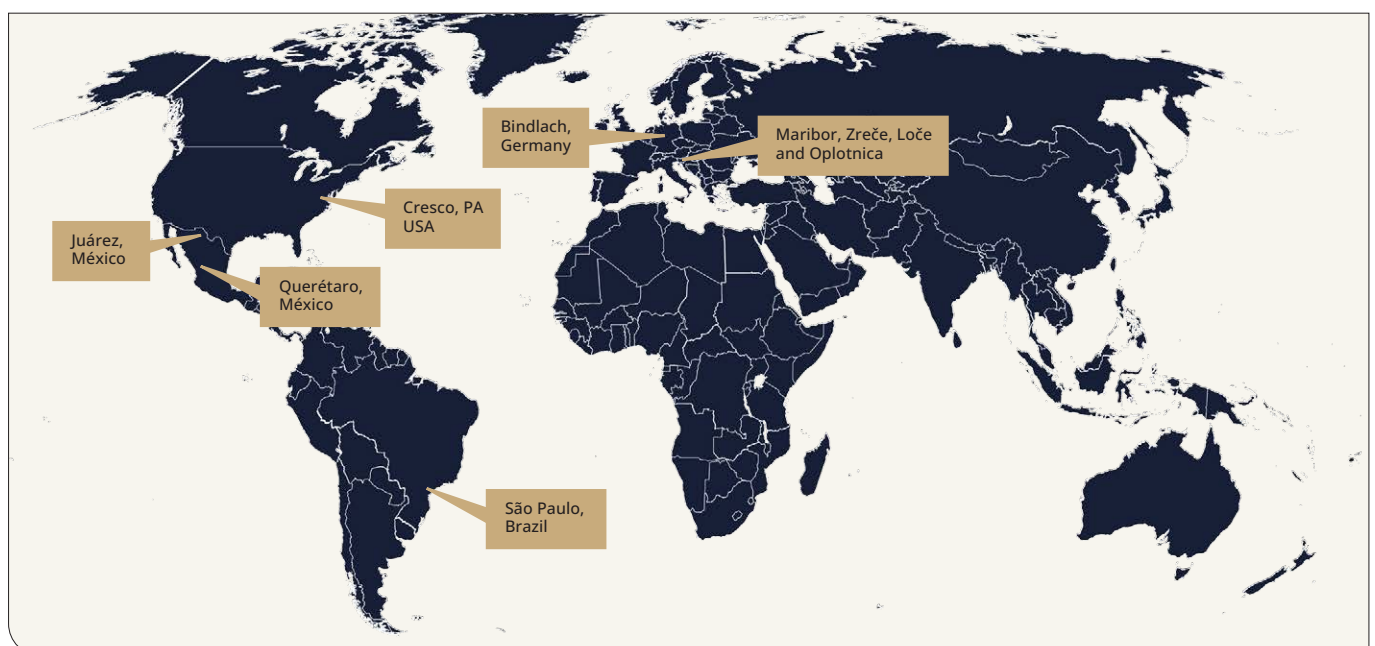 Bindlach,
Germany
Maribor, Zreče, Loče
and Oplotnica
Cresco, PA
USA
Juárez,
México
Querétaro,
México
São Paulo,
Brazil